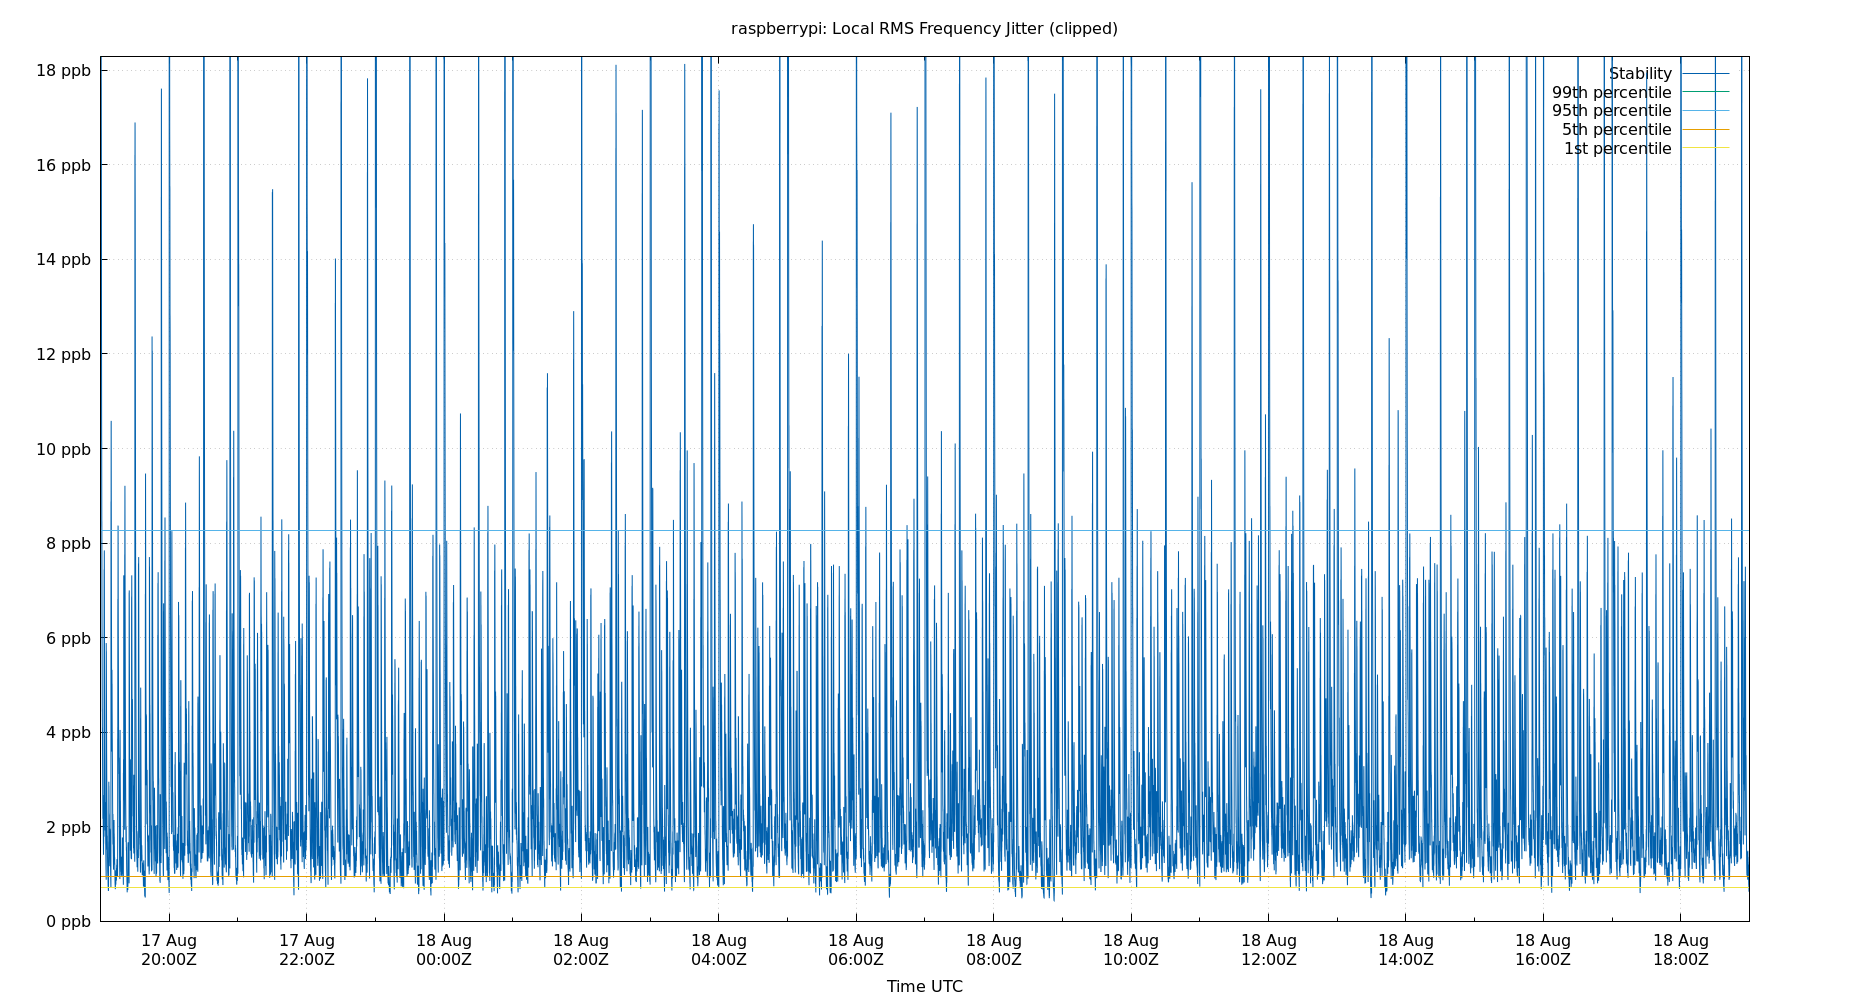 raspberrypi: Local RMS Frequency Jitter (clipped)
18 ppb
16 ppb
14 ppb
12 ppb
10 ppb
8 ppb
6 ppb
4 ppb
2 ppb
0 ppb
Stability
99th percentile
95th percentile
5th percentile
1st percentile
17 Aug 17 Aug 18 Aug 18 Aug 18 Aug 18 Aug 18 Aug 18 Aug 18 Aug 18 Aug 18 Aug 18 Aug
20:00Z 22:00Z 00:00Z 02:00Z 04:00Z 06:00Z 08:00Z 10:00Z 12:00Z 14:00Z 16:00Z 18:00Z
Time UTC